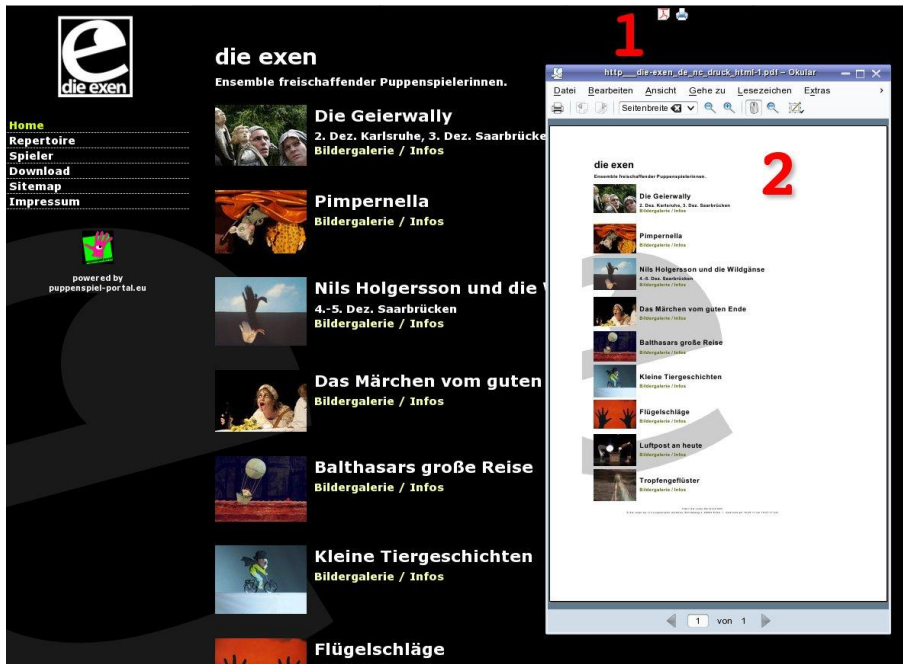 e
die exen
Home
Repertoire
Spieler
Download
Sitemap
Impressum
powered by
puppenspiel-portal.eu
die exen
Ensemble freischaffender Puppenspielerinnen.
Die Geierwally
2. Dez. Karlsruhe, 3. Dez. Saarbrücke
Bildergalerie / Infos
Pimpernella
Bildergalerie / Infos
Nils Holgersson und die
4.-5. Dez. Saarbrücken
Bildergalerie / Infos
Das Märchen vom guten
Bildergalerie / Infos
Balthasars große Reise
Bildergalerie / Infos
Kleine Tiergeschichten
Bildergalerie / Infos
Flügelschläge
1
http___die-exen_de_nc_druck_html-1.pdf – Okular
Datei Bearbeiten Ansicht Gehe zu Lesezeichen Extras
Seitenbreite
2
die exen
Ensemble freischaffender Puppenspielerinnen.
Die Geierwally
2. Dez. Karlsruhe, 3. Dez. Saarbrücken
Bildergalerie / Infos
Pimpernella
Bildergalerie / Infos
Nils Holgersson und die Wildgänse
4.-5. Dez. Saarbrücken
Bildergalerie / Infos
Das Märchen vom guten Ende
Bildergalerie / Infos
Balthasars große Reise
Bildergalerie / Infos
Kleine Tiergeschichten
Bildergalerie / Infos
Flügelschläge
Bildergalerie / Infos
Luftpost an heute
Bildergalerie / Infos
Tropfengeflüster
Bildergalerie / Infos
1 von 1